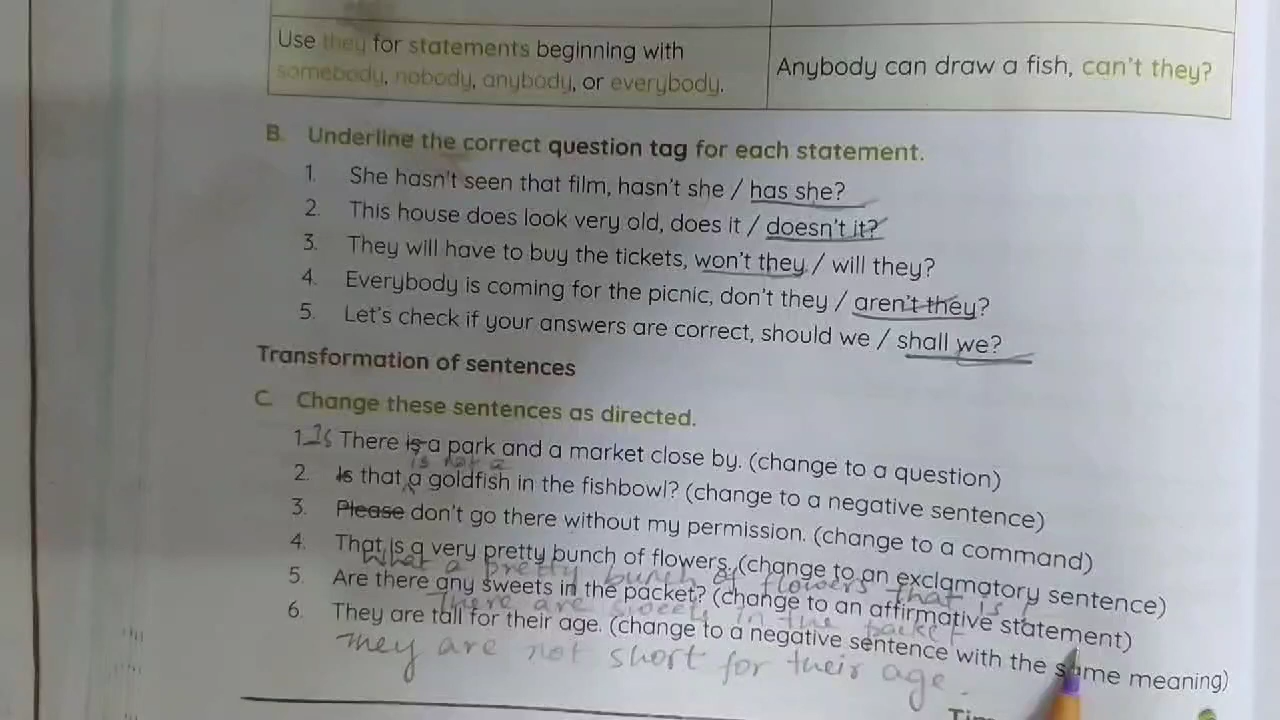 Use they for statements beginning with
somebody, nobody, anybody, or everybody.
Anybody can draw a fish, can't they?
B. Underline the correct question tag for each statement.
1. She hasn't seen that film, hasn't she / has she?
2. This house does look very old, does it / doesn't it?
3. They will have to buy the tickets, won't they / will they?
4. Everybody is coming for the picnic, don't they / aren't they?
5. Let's check if your answers are correct, should we / shall we?
Transformation of sentences
C. Change these sentences as directed.
1. Is There is a park and a market close by. (change to a question)
is not a
2. Is that a goldfish in the fishbowl? (change to a negative sentence)
3. Please don't go there without my permission. (change to a command)
4. That is a very pretty bunch of flowers. (change to an exclamatory sentence)
What a pretty bunch of flowers that is
5. Are there any sweets in the packet? (change to an affirmative statement)
There are sweets in the packet
6. They are tall for their age. (change to a negative sentence with the same meaning)
They are not short for their age.